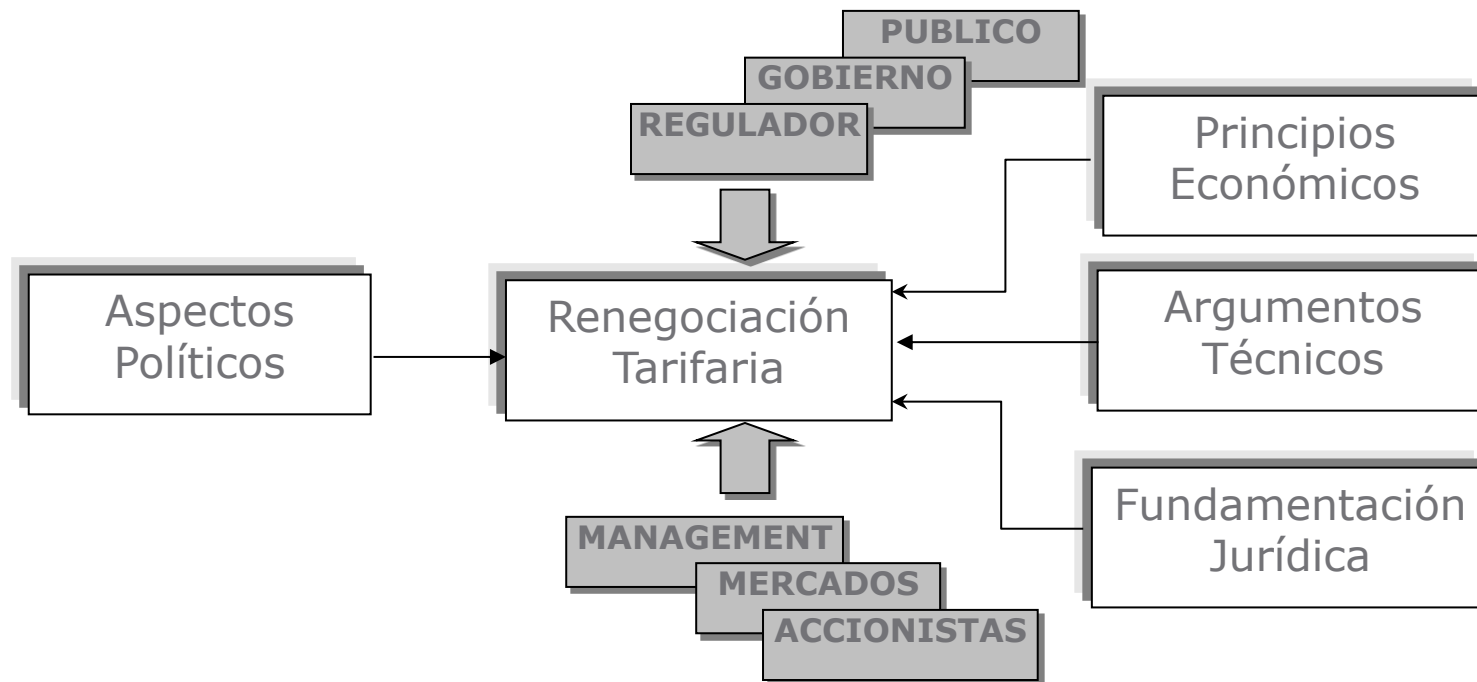 PUBLICO
GOBIERNO
REGULADOR
Principios
Económicos
Aspectos
Políticos
Renegociación
Tarifaria
Argumentos
Técnicos
Fundamentación
Jurídica
MANAGEMENT
MERCADOS
ACCIONISTAS